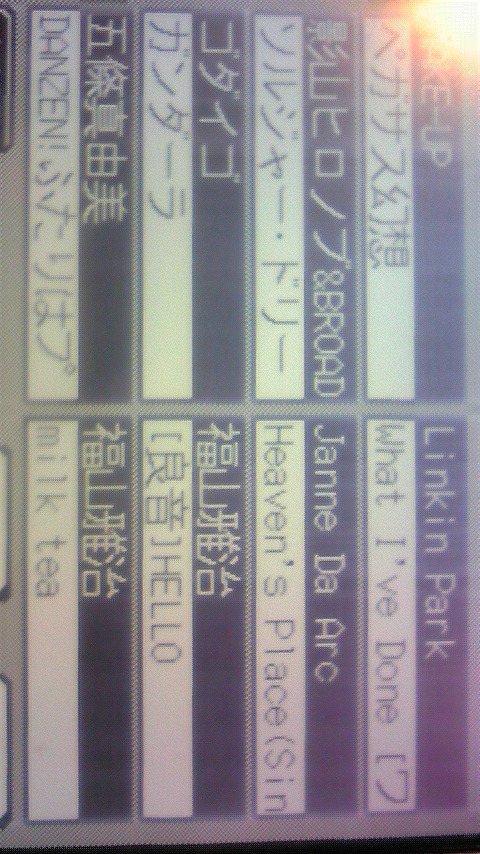 MAKE-UP
ペガサス幻想
Linkin Park
What I've Done [ワ
影山ヒロノブ&BROAD
ソルジャー・ドリー
Janne Da Arc
Heaven's Place(Sin
ゴダイゴ
ガンダーラ
福山雅治
[良音]HELLO
五條真由美
DANZEN!ふたりはプ
福山雅治
milk tea